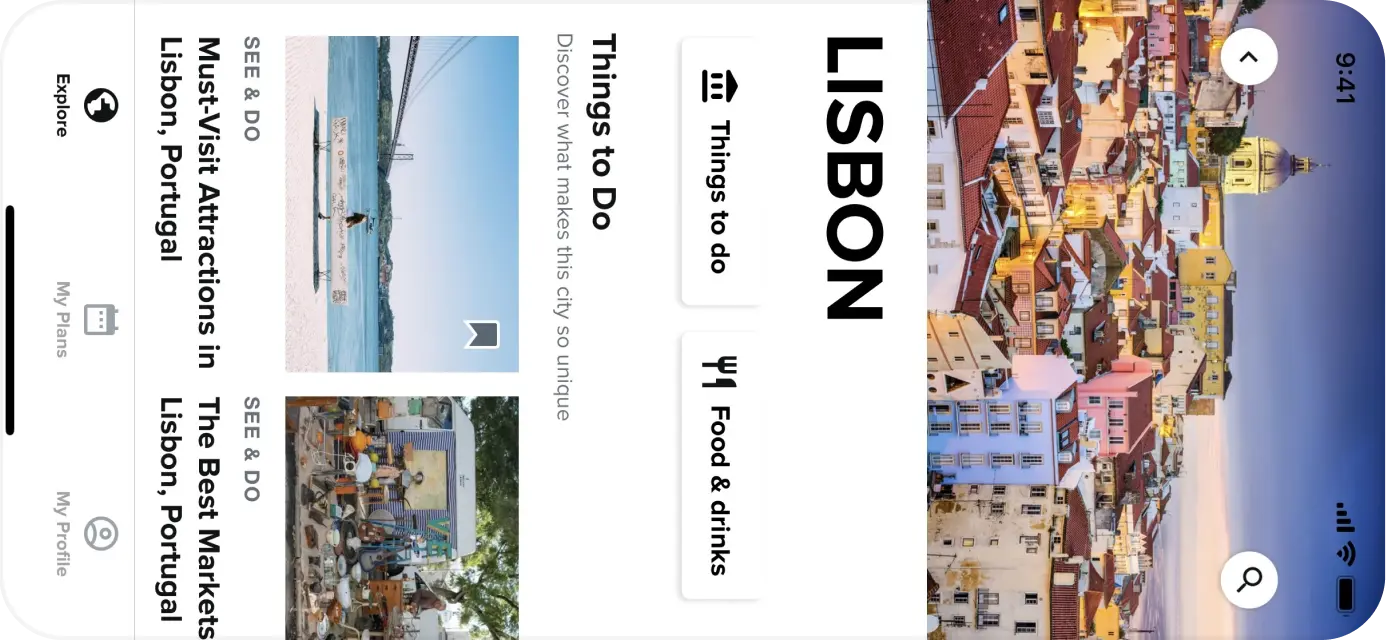 9:41
LISBON
Things to do
Food & drinks
Things to Do
Discover what makes this city so unique
SEE & DO
Must-Visit Attractions in
Lisbon, Portugal
SEE & DO
The Best Markets
Lisbon, Portugal
Explore
My Plans
My Profile